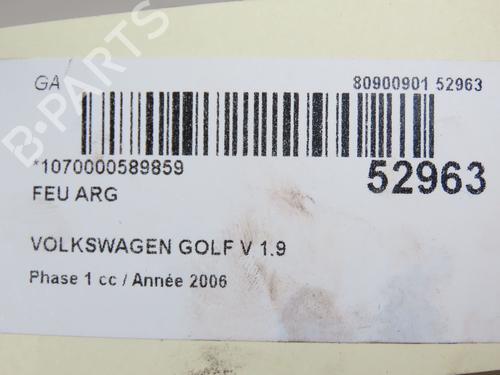 GA 80900901 52963
*1070000589859 52963
FEU ARG
VOLKSWAGEN GOLF V 1.9
Phase 1 cc / Année 2006
B-PARTS